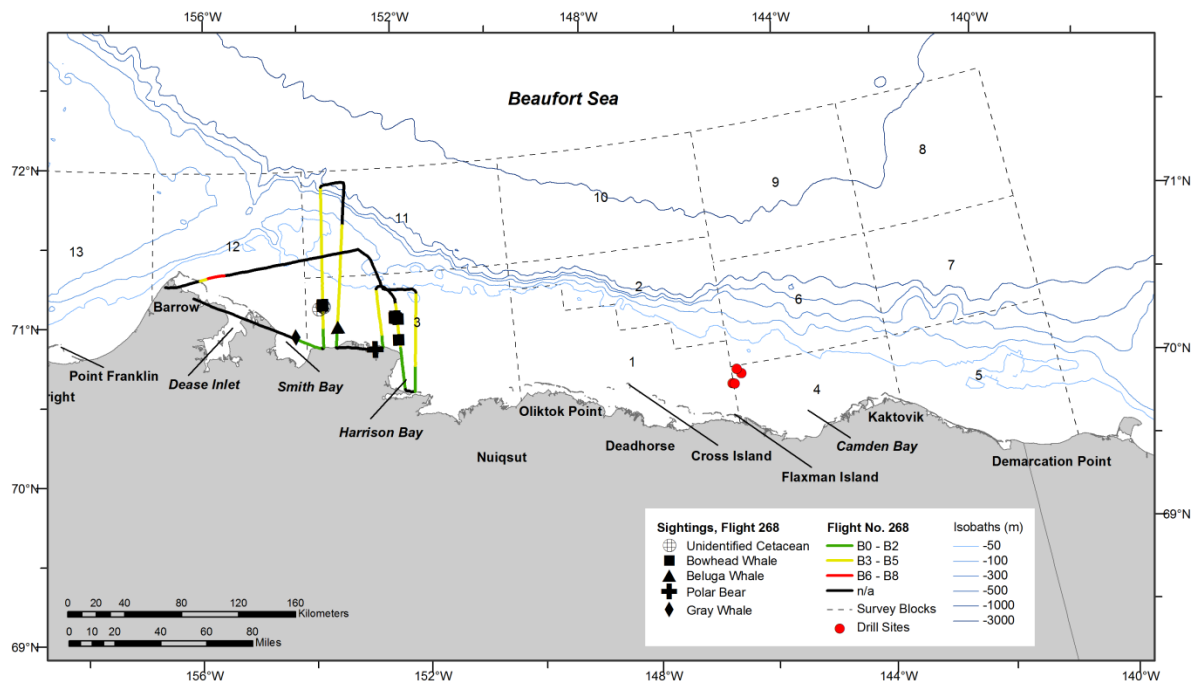 156°W
152°W
148°W
144°W
140°W
Beaufort Sea
72°N
71°N
8
9
10
11
13
12
7
6
2
3
71°N
70°N
Barrow
1
5
4
Point Franklin
right
Dease Inlet
Smith Bay
Harrison Bay
Oliktok Point
Kaktovik
Deadhorse
Camden Bay
Nuiqsut
Cross Island
Demarcation Point
Flaxman Island
70°N
69°N
Sightings, Flight 268
Unidentified Cetacean
Bowhead Whale
Beluga Whale
Polar Bear
Gray Whale
Flight No. 268
B0 - B2
B3 - B5
B6 - B8
n/a
Survey Blocks
Drill Sites
Isobaths (m)
-50
-100
-300
-500
-1000
-3000
0 20 40 80 120 160
Kilometers
0 10 20 40 60 80
Miles
69°N
156°W
152°W
148°W
144°W
140°W